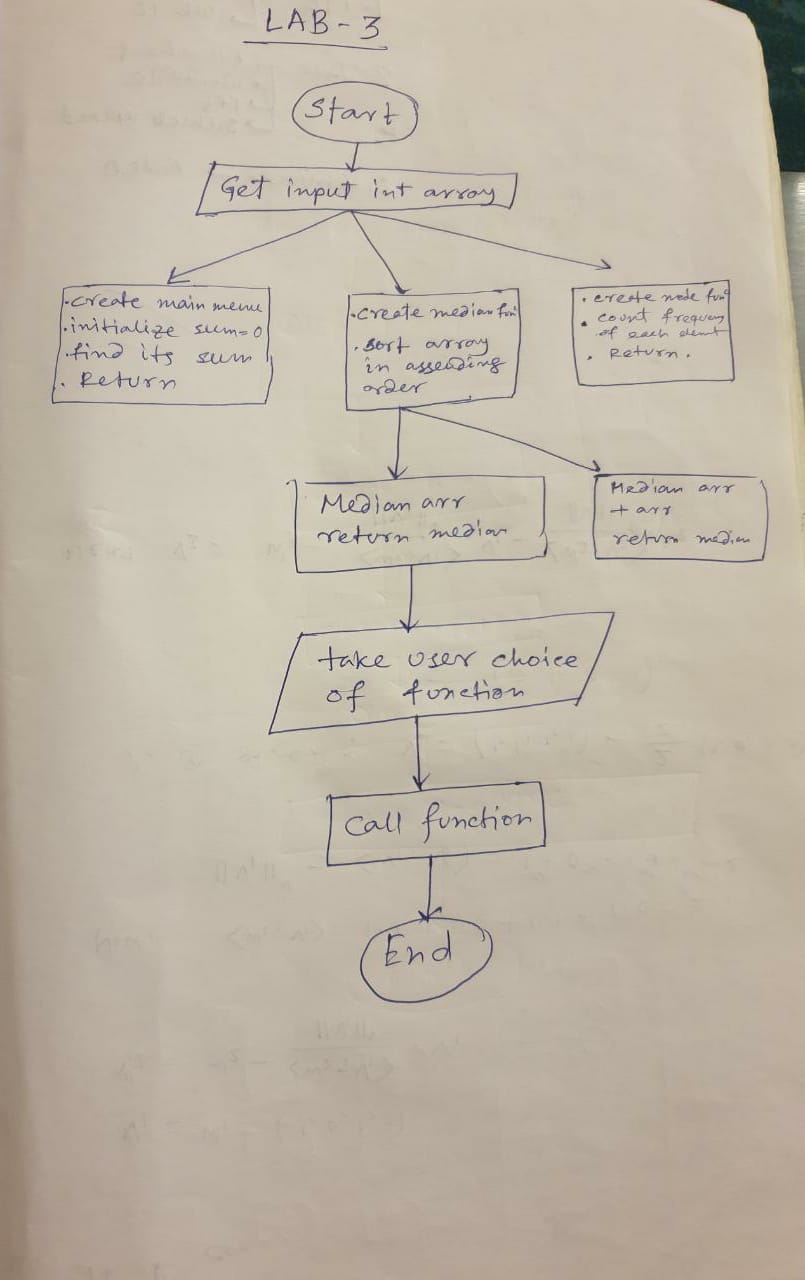 LAB-3
Start
Get input int array
.create main menu
.initialize sum=0
.find its sum
. Return
.create median fun
. sort array
in assending
order
. create mode fun
. count frequency
of each elemt
. Return.
Median arr
return median
Median arr
+ arr
return median
take user choice
of function
Call function
End